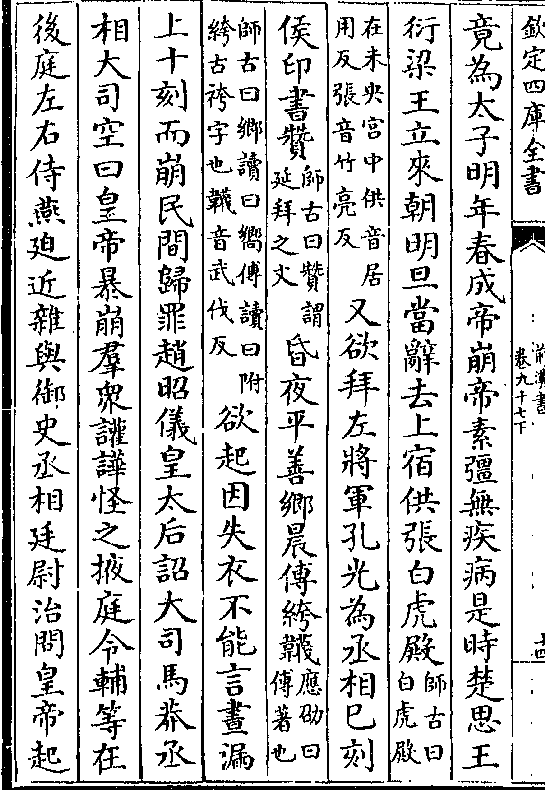 欽定四庫全書
前漢書
卷九十七下
十四
竟為太子明年春成帝崩帝素彊無疾病是時楚思王
衍梁王立來朝明旦當辭去上宿供張白虎殿師古曰白虎殿
在未央宫中供音居用反張音竹亮反又欲拜左將軍孔光為丞相已刻
侯印書贊師古曰贊謂延拜之文昏夜平善鄉晨傅絝韤應劭曰傅著也
師古曰鄉讀曰嚮傅讀曰附絝古袴字也韤音武伐反欲起因失衣不能言晝漏
上十刻而崩民間歸罪趙昭儀皇太后詔大司馬莽丞
相大司空曰皇帝暴崩羣衆讙譁怪之掖庭令輔等在
後庭左右侍燕迫近雜與御史丞相廷尉治問皇帝起